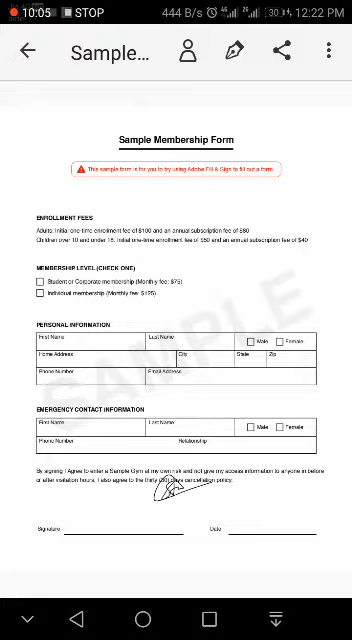 10:05 STOP 444 B/s 4G 2G 30 12:22 PM
Sample...
Sample Membership Form
This sample form is for you to try using Adobe Fill & Sign to fill out a form.
ENROLLMENT FEES
Adults: Initial one-time enrollment fee of $100 and an annual subscription fee of $80
Children over 10 and under 18: Initial one-time enrollment fee of $50 and an annual subscription fee of $40
MEMBERSHIP LEVEL (CHECK ONE)
Student or Corporate membership (Monthly fee: $75)
Individual membership (Monthly fee: $125)
SAMPLE
PERSONAL INFORMATION
First Name Last Name Male Female
Home Address City State Zip
Phone Number Email Address
EMERGENCY CONTACT INFORMATION
First Name Last Name Male Female
Phone Number Relationship
By signing I Agree to enter a Sample Gym at my own risk and not give my access information to anyone in before
or after visitation hours. I also agree to the thirty (30) days cancellation policy.
Signature Date